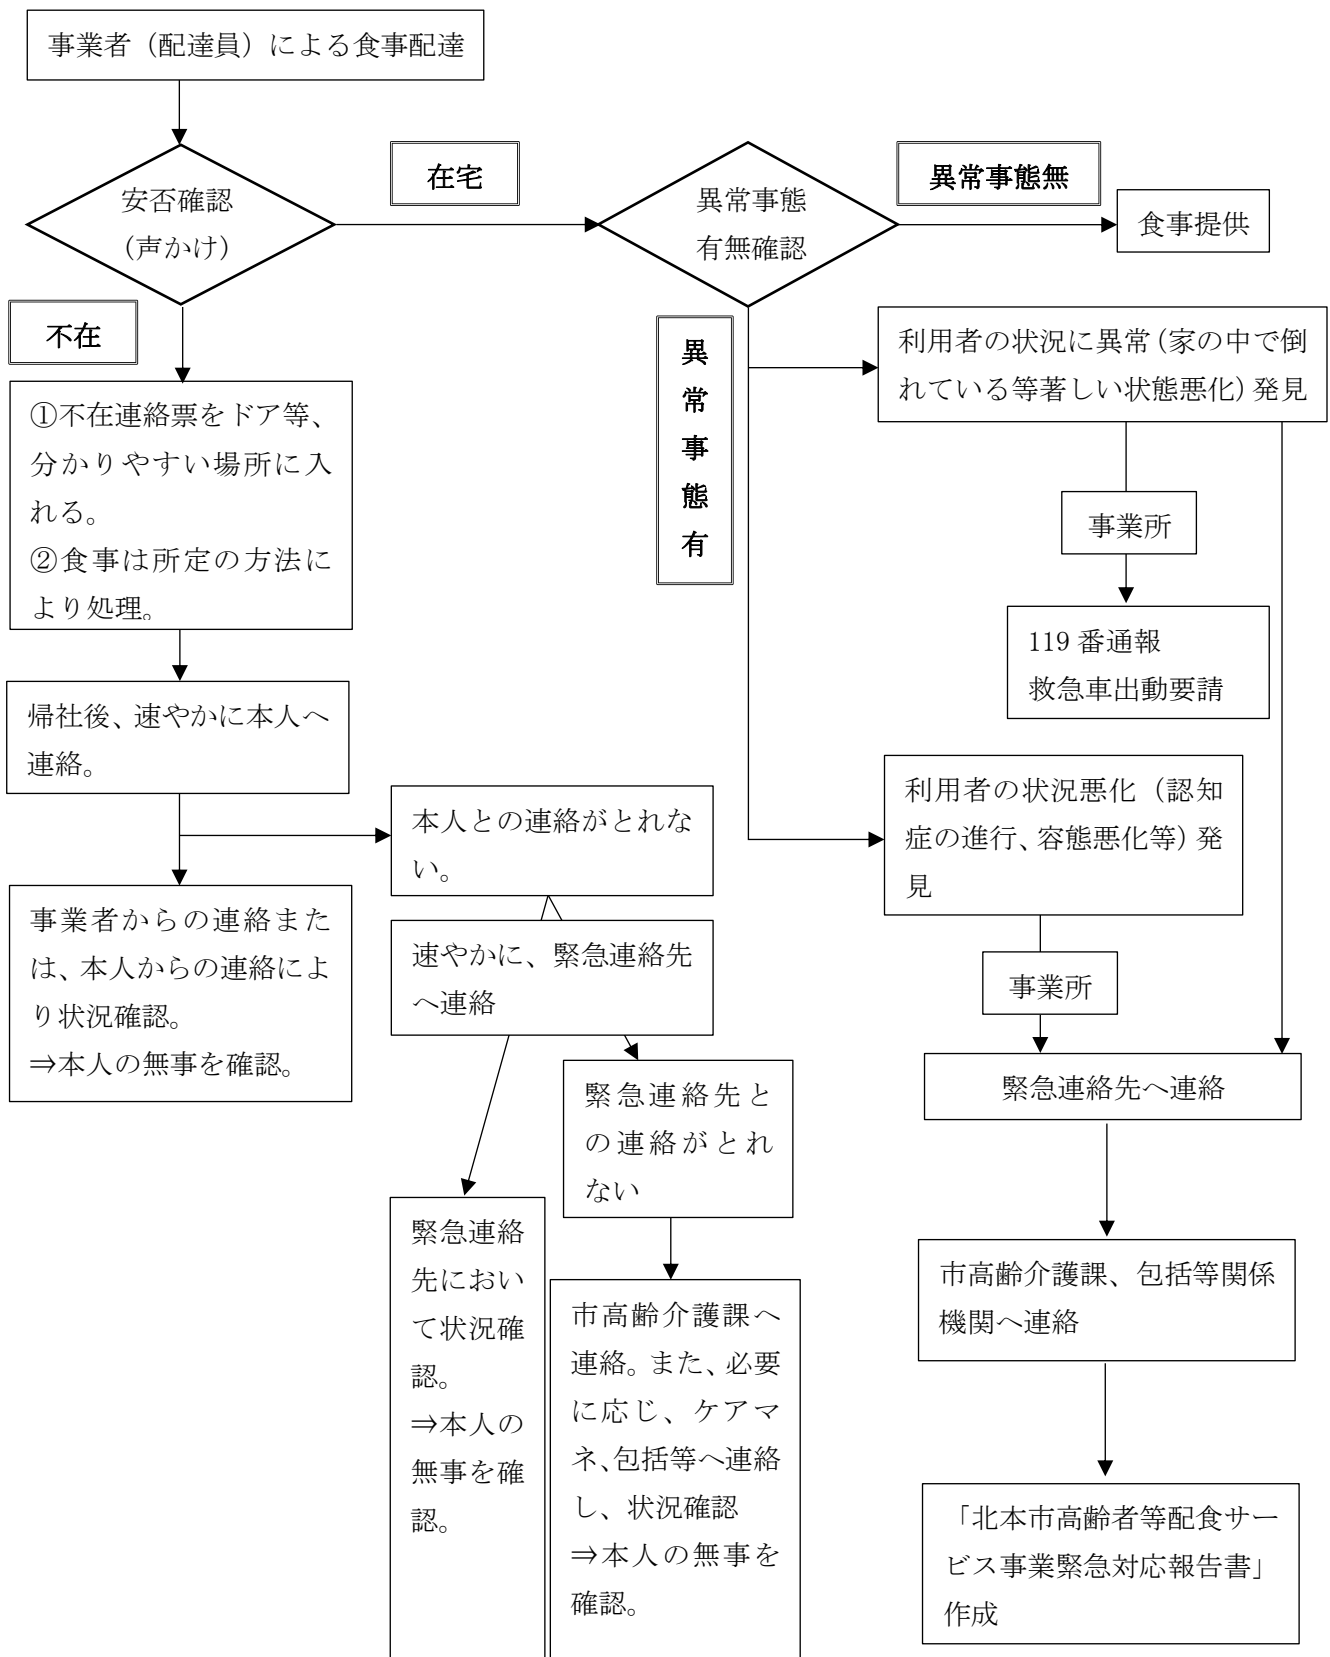 事業者（配達員）による食事配達
安否確認
（声かけ）
在宅
異常事態
有無確認
異常事態無
食事提供
不在
①不在連絡票をドア等、
分かりやすい場所に入
れる。
②食事は所定の方法に
より処理。
帰社後、速やかに本人へ
連絡。
事業者からの連絡また
は、本人からの連絡によ
り状況確認。
⇒本人の無事を確認。
本人との連絡がとれな
い。
速やかに、緊急連絡先
へ連絡
緊急連絡
先におい
て状況確
認。
⇒本人の
無事を確
認。
緊急連絡先と
の連絡がとれ
ない
市高齢介護課へ
連絡。また、必要
に応じ、ケアマ
ネ、包括等へ連絡
し、状況確認
⇒本人の無事を
確認。
異
常
事
態
有
利用者の状況に異常（家の中で倒
れている等著しい状態悪化）発見
事業所
119 番通報
救急車出動要請
利用者の状況悪化（認知
症の進行、容態悪化等）発
見
事業所
緊急連絡先へ連絡
市高齢介護課、包括等関係
機関へ連絡
「北本市高齢者等配食サー
ビス事業緊急対応報告書」
作成